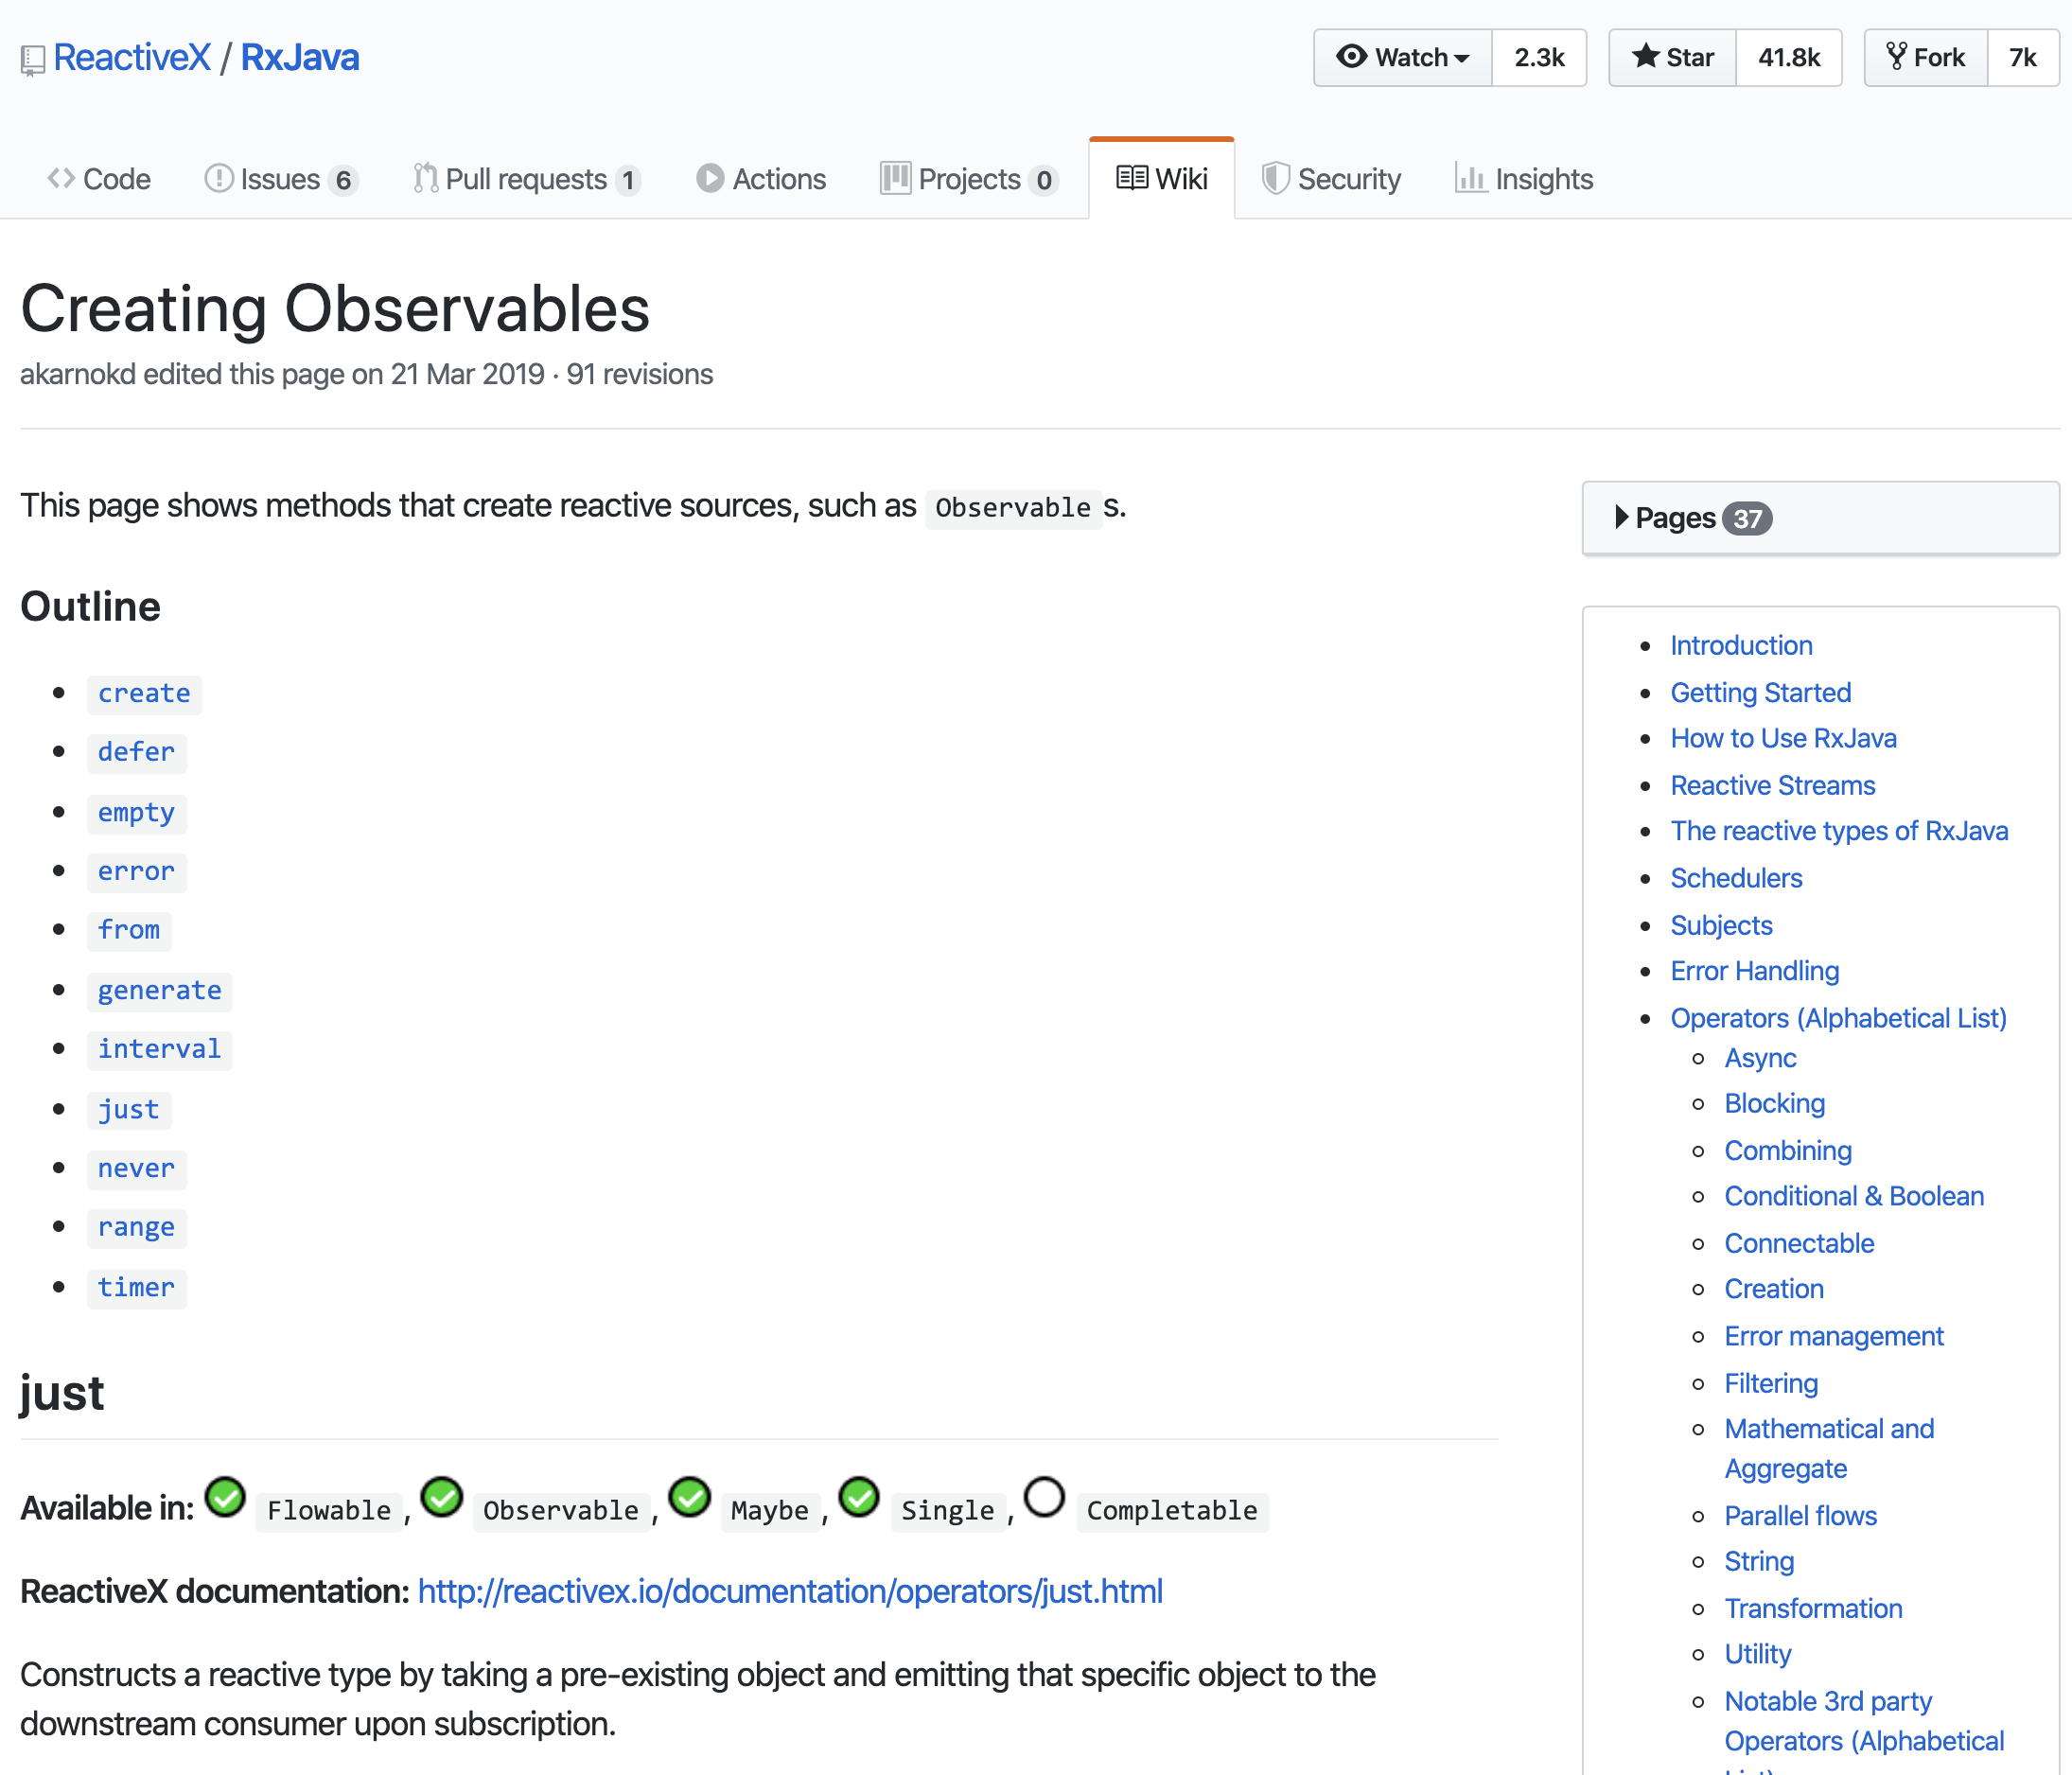 ReactiveX / RxJava
Watch 2.3k
Star 41.8k
Fork 7k
Code
Issues 6
Pull requests 1
Actions
Projects 0
Wiki
Security
Insights
Creating Observables
akarnokd edited this page on 21 Mar 2019 · 91 revisions
This page shows methods that create reactive sources, such as Observable s.
Outline
create
defer
empty
error
from
generate
interval
just
never
range
timer
just
Available in: Flowable , Observable , Maybe , Single , Completable
ReactiveX documentation: http://reactivex.io/documentation/operators/just.html
Constructs a reactive type by taking a pre-existing object and emitting that specific object to the
downstream consumer upon subscription.
Pages 37
Introduction
Getting Started
How to Use RxJava
Reactive Streams
The reactive types of RxJava
Schedulers
Subjects
Error Handling
Operators (Alphabetical List)
Async
Blocking
Combining
Conditional & Boolean
Connectable
Creation
Error management
Filtering
Mathematical and
Aggregate
Parallel flows
String
Transformation
Utility
Notable 3rd party
Operators (Alphabetical